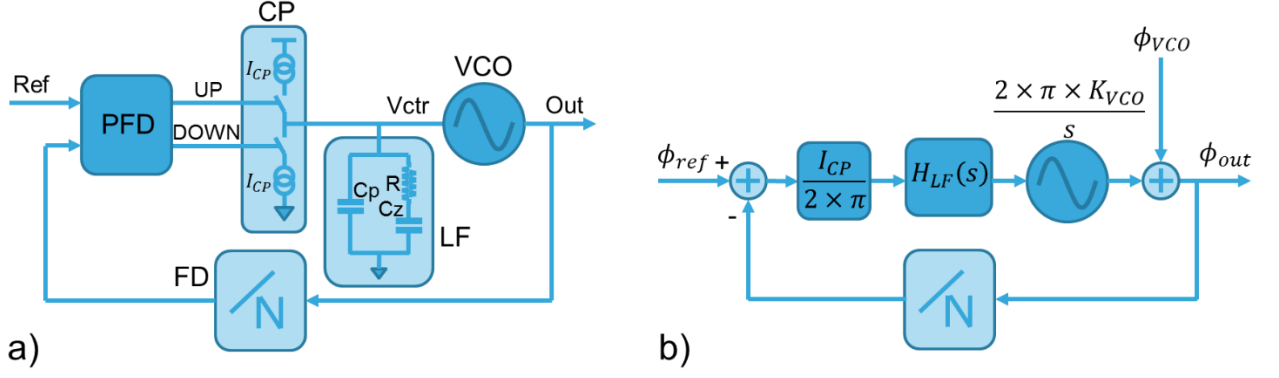 CP
I_CP
Ref
UP
PFD
DOWN
I_CP
VCO
Vctr
Out
Cp
R
Cz
LF
FD
/N
a)
ϕ_VCO
2 × π × K_VCO
s
ϕ_ref +
-
+
I_CP
2 × π
H_LF(s)
+
ϕ_out
/N
b)